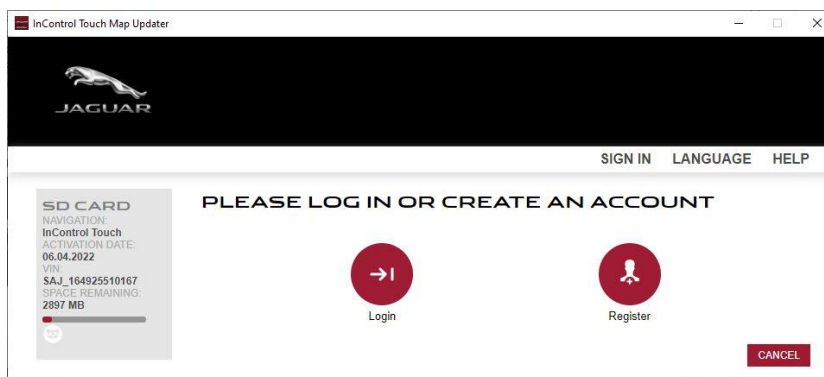 InControl Touch Map Updater
JAGUAR
SIGN IN LANGUAGE HELP
SD CARD
NAVIGATION:
InControl Touch
ACTIVATION DATE:
06.04.2022
VIN:
SAJ_164925510167
SPACE REMAINING:
2897 MB
PLEASE LOG IN OR CREATE AN ACCOUNT
Login
Register
CANCEL